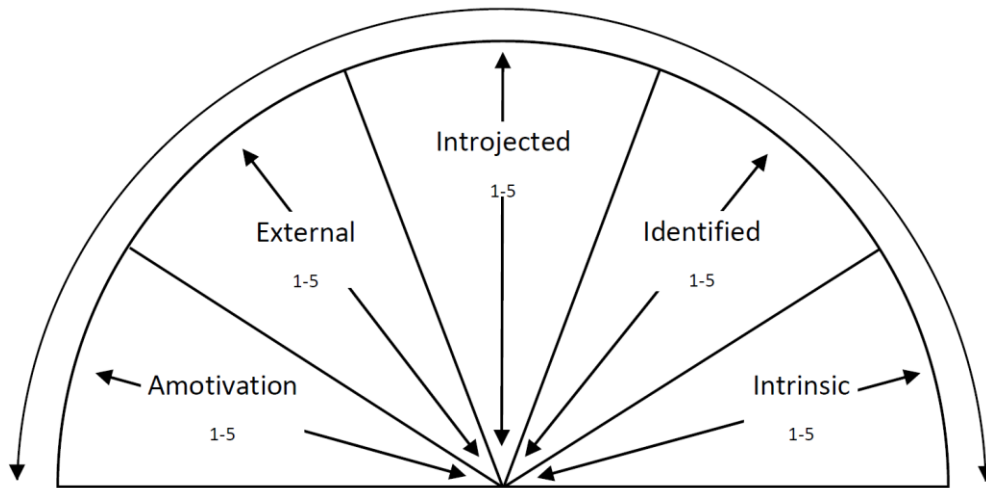 Introjected
1-5
External
1-5
Identified
1-5
Amotivation
1-5
Intrinsic
1-5